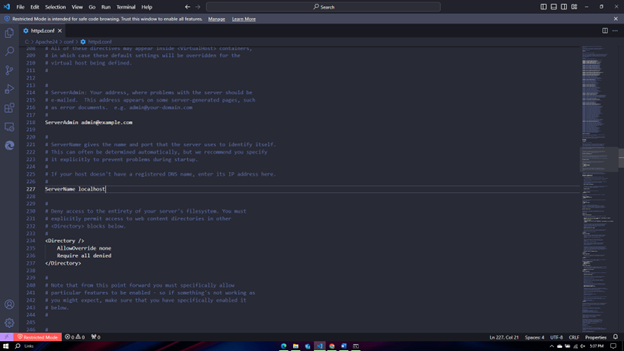 File Edit Selection View Go Run Terminal Help
Search
Restricted Mode is intended for safe code browsing. Trust this window to enable all features. Manage Learn More
httpd.conf
C: > Apache24 > conf > httpd.conf
208 # All of these directives may appear inside <VirtualHost> containers,
209 # in which case these default settings will be overridden for the
210 # virtual host being defined.
211 #
212
213 #
214 # ServerAdmin: Your address, where problems with the server should be
215 # e-mailed. This address appears on some server-generated pages, such
216 # as error documents. e.g. admin@your-domain.com
217 #
218 ServerAdmin admin@example.com
219
220 #
221 # ServerName gives the name and port that the server uses to identify itself.
222 # This can often be determined automatically, but we recommend you specify
223 # it explicitly to prevent problems during startup.
224 #
225 # If your host doesn't have a registered DNS name, enter its IP address here.
226 #
227 ServerName localhost
228
229 #
230 # Deny access to the entirety of your server's filesystem. You must
231 # explicitly permit access to web content directories in other
232 # <Directory> blocks below.
233 #
234 <Directory />
235 AllowOverride none
236 Require all denied
237 </Directory>
238
239 #
240 # Note that from this point forward you must specifically allow
241 # particular features to be enabled - so if something's not working as
242 # you might expect, make sure that you have specifically enabled it
243 # below.
244 #
245
246 #
Restricted Mode 0 0 0 Ln 227, Col 21 Spaces: 4 UTF-8 CRLF Properties
Links 5:07 PM